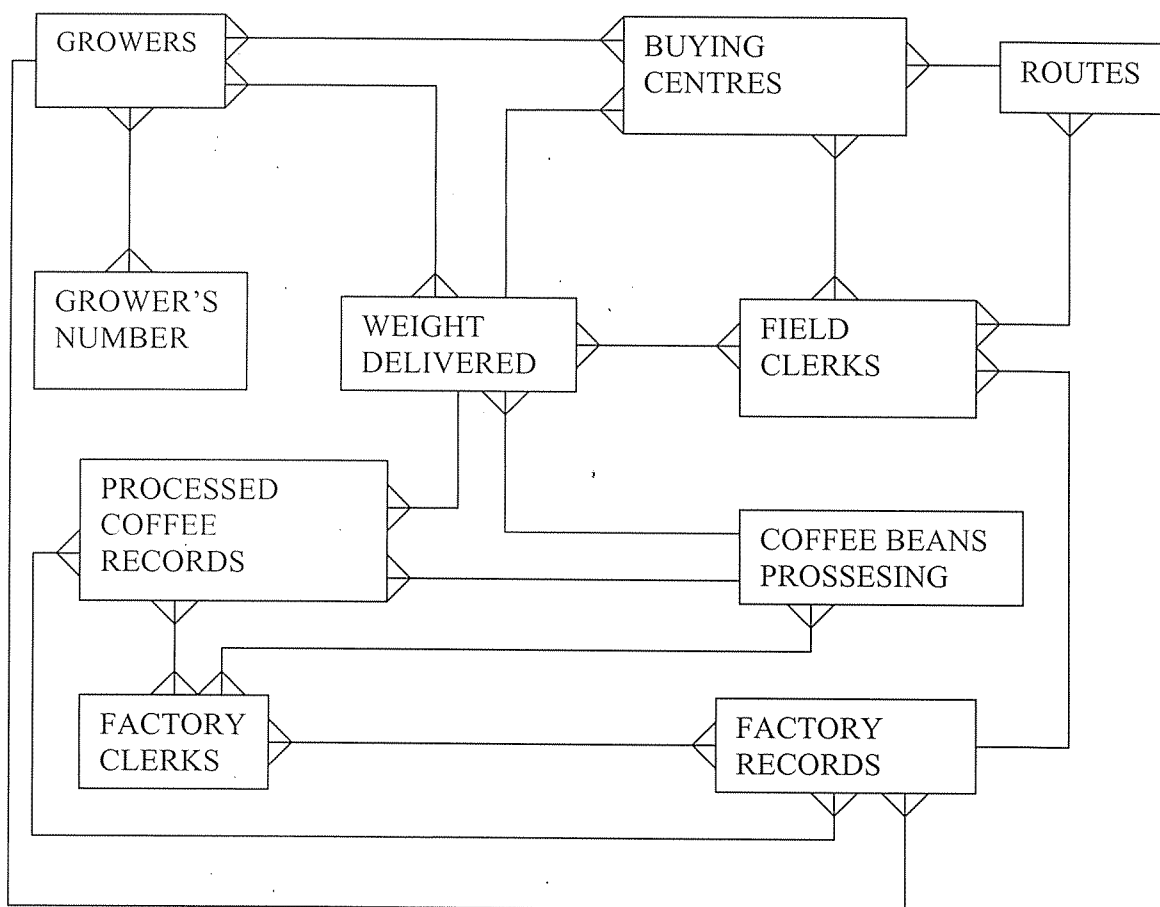 GROWERS
BUYING
CENTRES
ROUTES
GROWER'S
NUMBER
WEIGHT
DELIVERED
FIELD
CLERKS
PROCESSED
COFFEE
RECORDS
COFFEE BEANS
PROSSESING
FACTORY
CLERKS
FACTORY
RECORDS